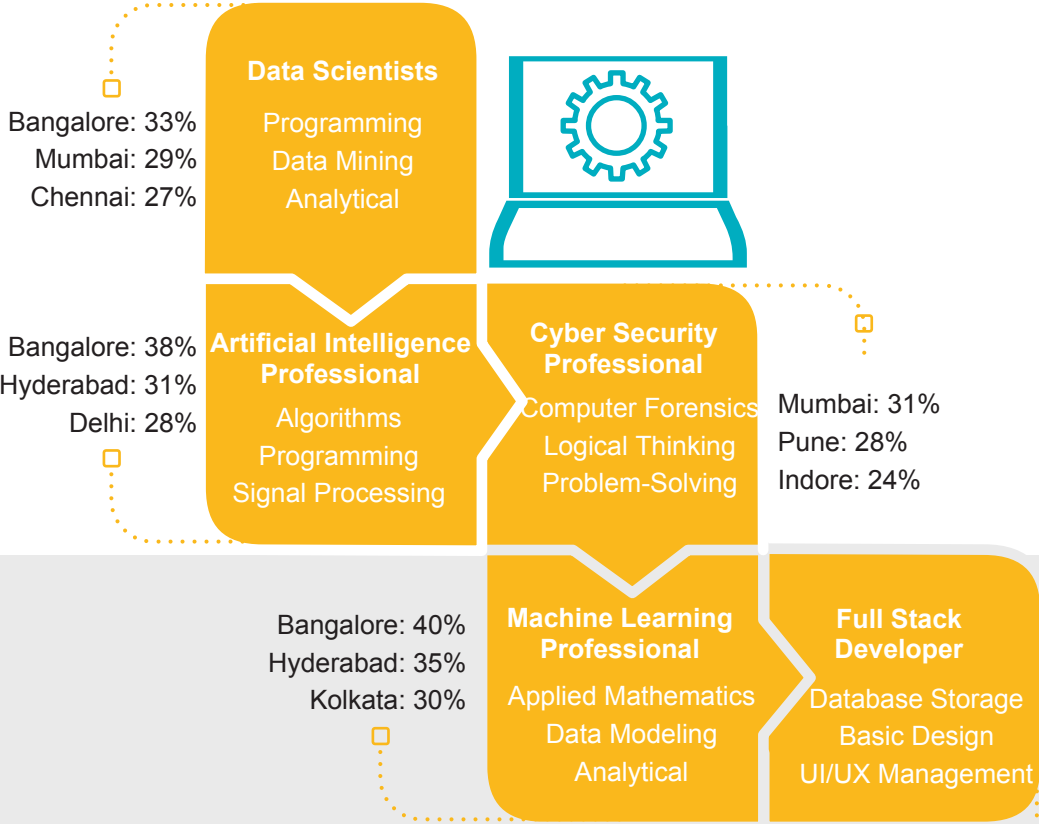 Data Scientists
Programming
Data Mining
Analytical
Bangalore: 33%
Mumbai: 29%
Chennai: 27%
Artificial Intelligence
Professional
Algorithms
Programming
Signal Processing
Bangalore: 38%
Hyderabad: 31%
Delhi: 28%
Cyber Security
Professional
Computer Forensics
Logical Thinking
Problem-Solving
Mumbai: 31%
Pune: 28%
Indore: 24%
Machine Learning
Professional
Applied Mathematics
Data Modeling
Analytical
Bangalore: 40%
Hyderabad: 35%
Kolkata: 30%
Full Stack
Developer
Database Storage
Basic Design
UI/UX Management